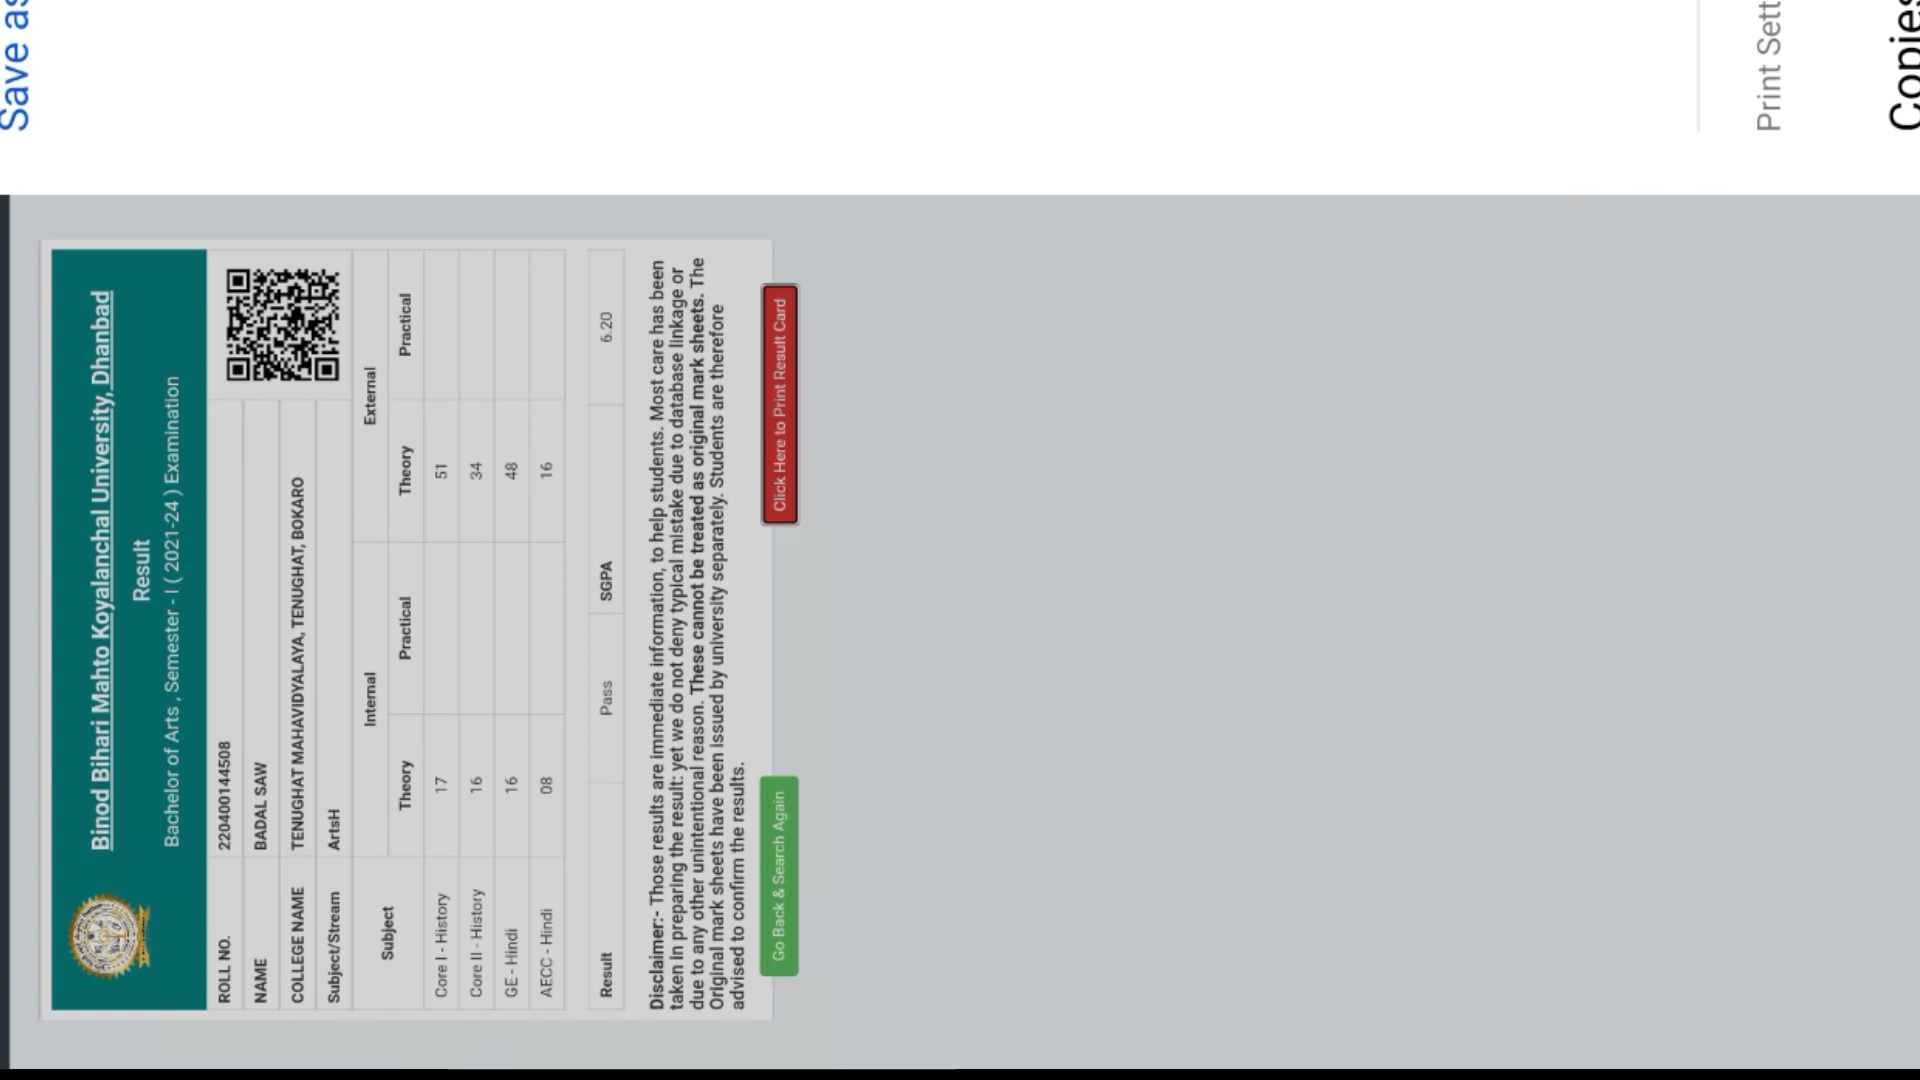 Save as
Print Sett
Copies
Binod Bihari Mahto Koyalanchal University, Dhanbad
Result
Bachelor of Arts , Semester - I ( 2021-24 ) Examination
ROLL NO. 220400144508
NAME BADAL SAW
COLLEGE NAME TENUGHAT MAHAVIDYALAYA, TENUGHAT, BOKARO
Subject/Stream ArtsH
Subject Internal External
Theory Practical Theory Practical
Core I - History 17 51
Core II - History 16 34
GE - Hindi 16 48
AECC - Hindi 08 16
Result Pass SGPA 6.20
Disclaimer:- Those results are immediate information, to help students. Most care has been
taken in preparing the result: yet we do not deny typical mistake due to database linkage or
due to any other unintentional reason. These cannot be treated as original mark sheets. The
Original mark sheets have been issued by university separately. Students are therefore
advised to confirm the results.
Go Back & Search Again
Click Here to Print Result Card